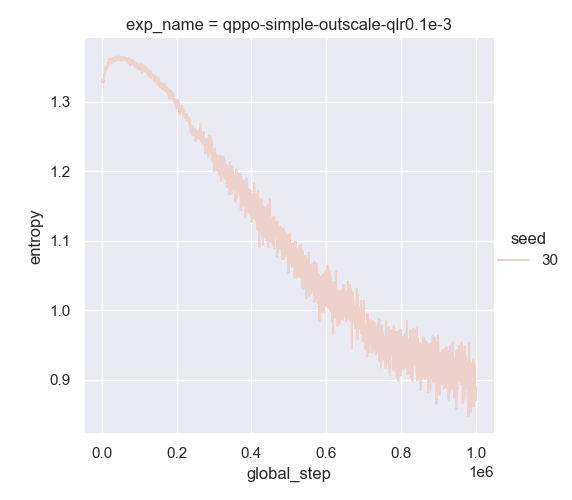 exp_name = qppo-simple-outscale-qlr0.1e-3
entropy
1.3
1.2
1.1
1.0
0.9
0.0 0.2 0.4 0.6 0.8 1.0
1e6
global_step
seed
30